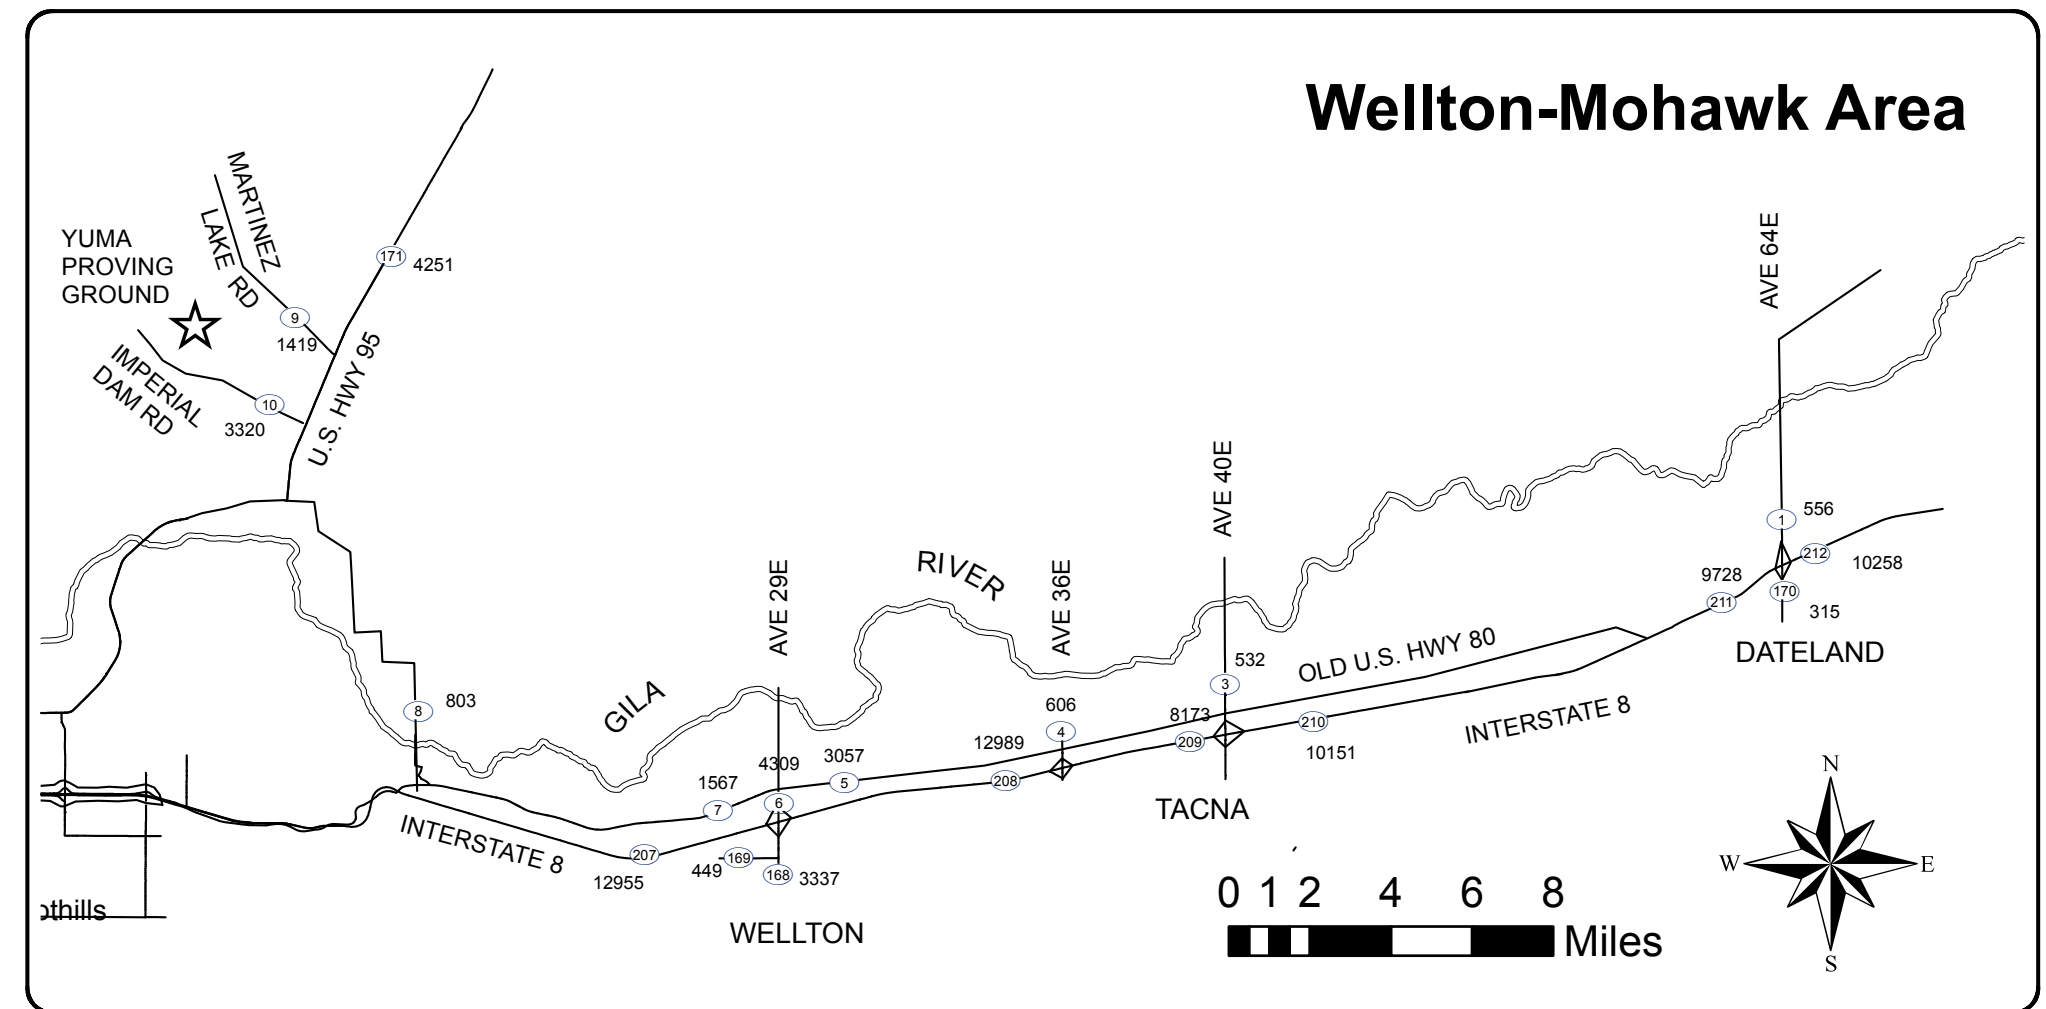 Wellton-Mohawk Area
MARTINEZ
LAKE RD
YUMA
PROVING
GROUND
171
4251
9
1419
IMPERIAL
DAM RD
10
3320
U.S. HWY 95
AVE 64E
AVE 40E
1
556
212
10258
9728
211
170
315
DATELAND
RIVER
AVE 36E
AVE 29E
GILA
8
803
532
3
OLD U.S. HWY 80
606
4
8173
209
210
10151
INTERSTATE 8
12989
208
4309
3057
5
1567
7
6
TACNA
INTERSTATE 8
207
12955
449
169
168
3337
WELLTON
othills
0 1 2 4 6 8
Miles
N
W
E
S